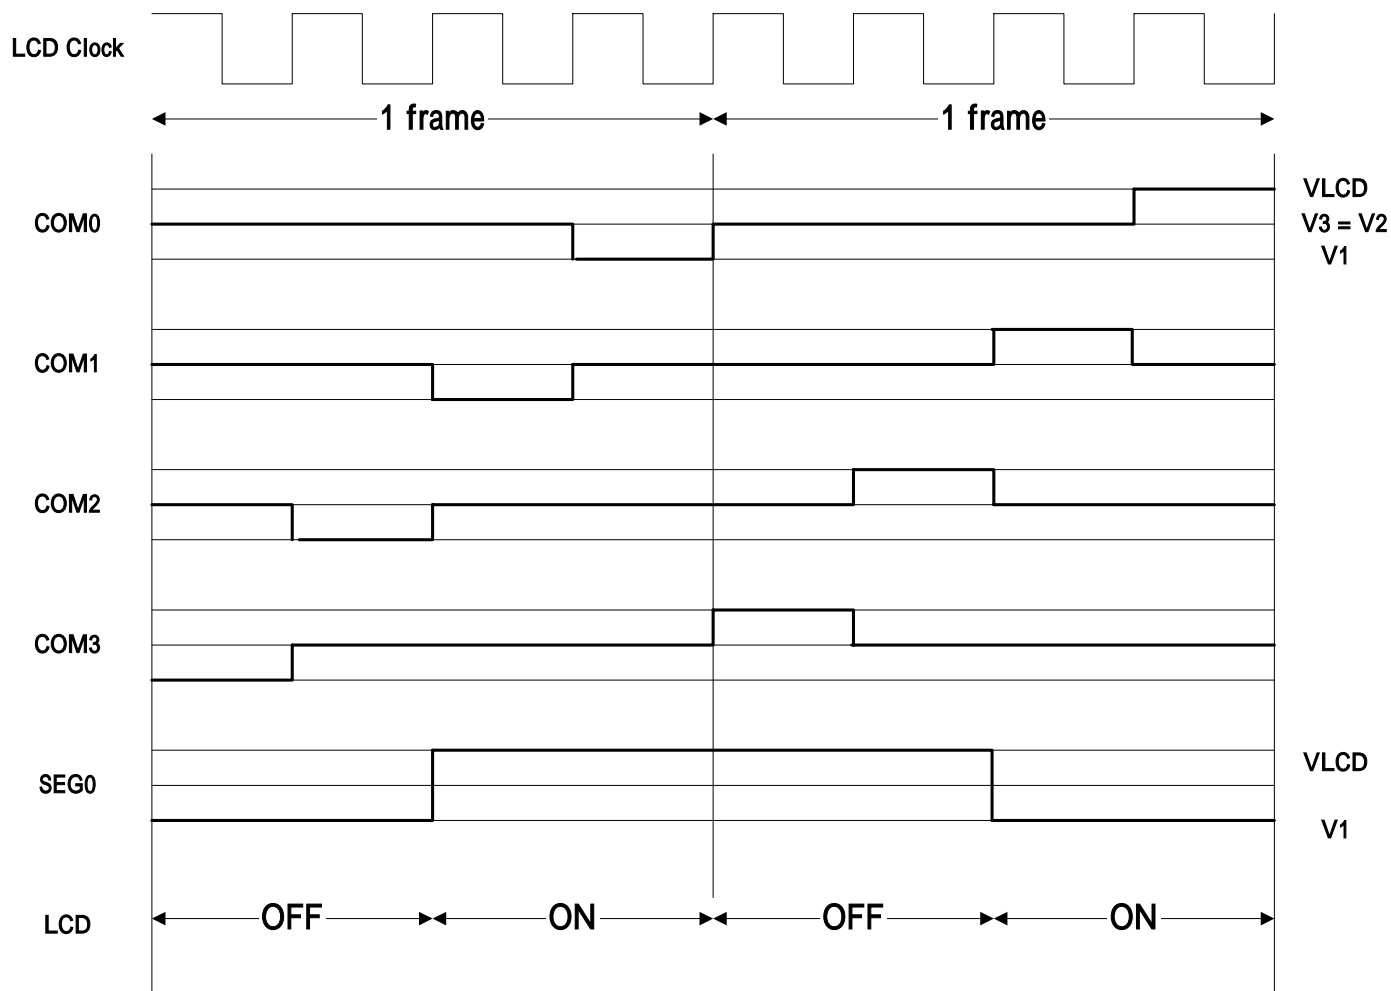 LCD Clock
1 frame 1 frame
VLCD
COM0 V3 = V2
V1
COM1
COM2
COM3
VLCD
SEG0
V1
LCD OFF ON OFF ON